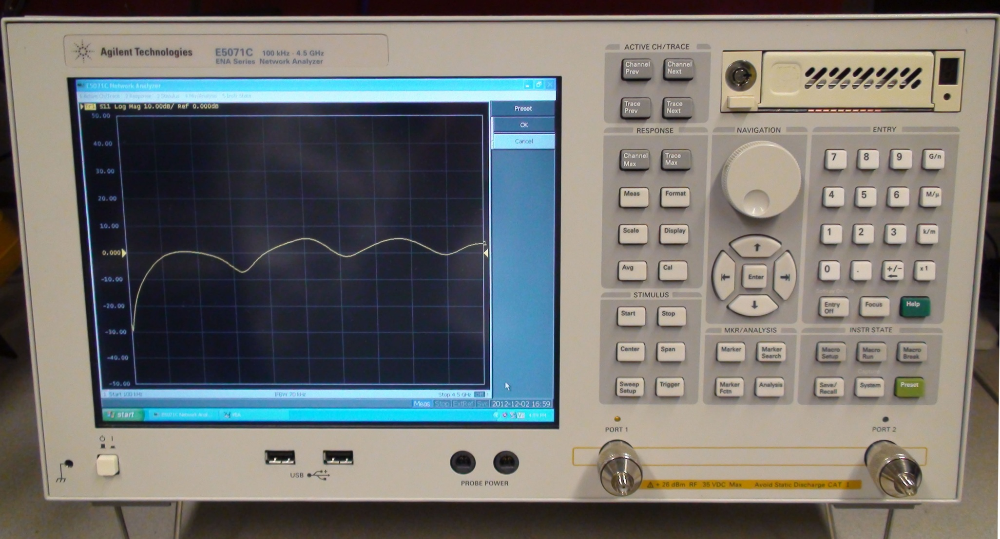 Agilent Technologies
E5071C 100 kHz - 4.5 GHz
ENA Series Network Analyzer
E5071C Network Analyzer
1 Active Ch/Trace 2 Response 3 Stimulus 4 Mkr/Analysis 5 Instr State
Tr1 S11 Log Mag 10.00dB/ Ref 0.000dB
50.00
40.00
30.00
20.00
10.00
0.000
-10.00
-20.00
-30.00
-40.00
-50.00
1
Preset
OK
Cancel
1 Start 100 kHz IFBW 70 kHz Stop 4.5 GHz Off !
Meas Stop ExtRef Svc 2012-12-02 16:59
start E5071C Network Anal... VBA V2 4:59 PM
ACTIVE CH/TRACE
Channel Prev
Channel Next
Trace Prev
Trace Next
RESPONSE
Channel Max
Trace Max
Meas
Format
Scale
Display
Avg
Cal
STIMULUS
Start
Stop
Center
Span
Sweep Setup
Trigger
NAVIGATION
Enter
MKR/ANALYSIS
Marker
Marker Search
Marker Fctn
Analysis
ENTRY
7 8 9 G/n
4 5 6 M/µ
1 2 3 k/m
0 . +/- x1
Softkey On/Off
Entry Off
Focus
Help
INSTR STATE
Macro Setup
Macro Run
Macro Break
Capture
Save/ Recall
System
Preset
USB
PROBE POWER
PORT 1
PORT 2
+ 26 dBm RF 35 VDC Max Avoid Static Discharge CAT I